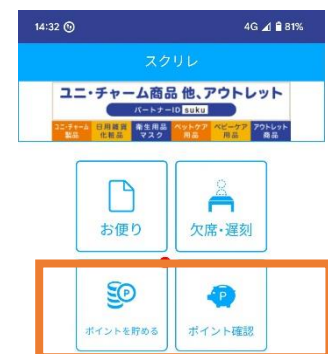 14:32 4G 81%
スクリレ
ユニ・チャーム商品 他、アウトレット
パートナーID suku
ユニ・チャーム製品 日用雑貨化粧品 衛生用品マスク ペットケア用品 ベビーケア用品 アウトレット商品
お便り 欠席・遅刻
ポイントを貯める ポイント確認